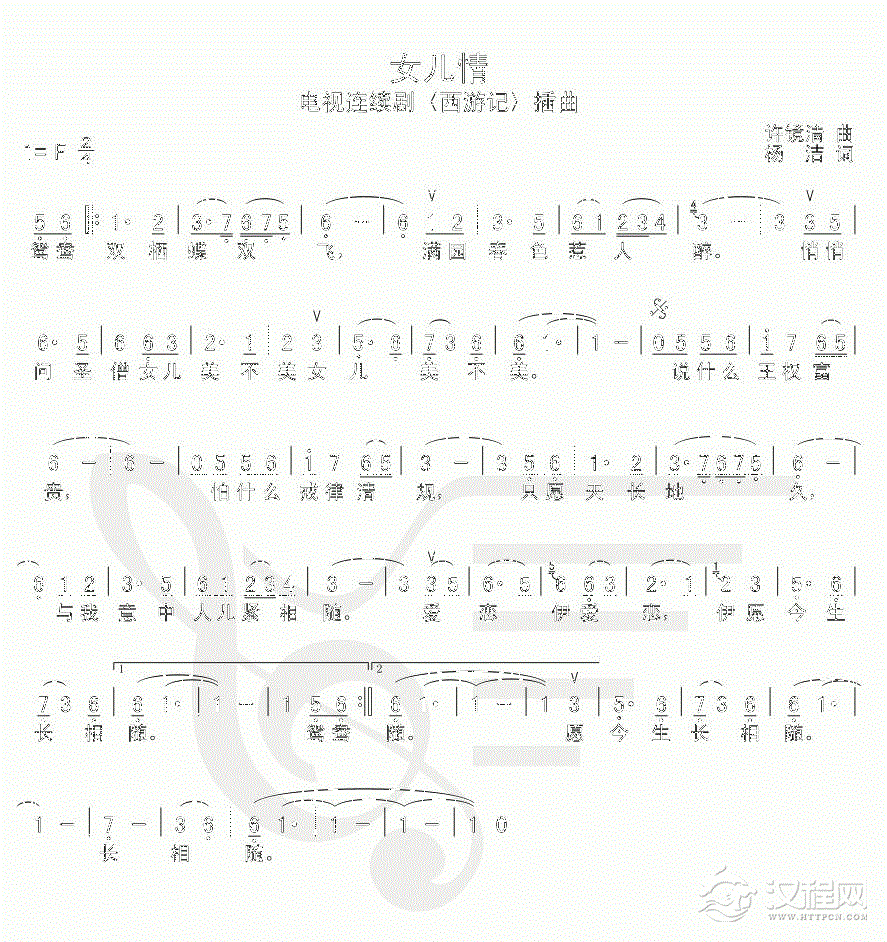 女儿情
电视连续剧〈西游记〉插曲
1=F 2/4
许镜清 曲
杨 洁 词
5 6 ‖: 1· 2 | 3· 7 6 7 5 | 6 — | 6 1 2 | 3· 5 | 6 1 2 3 4 | 3 — | 3 3 5 |
鸳鸯 双 栖 蝶 双 飞, 满园 春 色 惹 人 醉。 悄悄
6· 5 | 6 6 3 | 2· 1 | 2 3 | 5· 6 | 7 3 6 | 6 1· | 1 — | 0 5 5 6 | 1 7 6 5 |
问 圣 僧 女 儿 美 不 美 女 儿 美 不 美。 说什么 王权 富
6 — | 6 — | 0 5 5 6 | 1 7 6 5 | 3 — | 3 5 6 | 1· 2 | 3· 7 6 7 5 | 6 — |
贵, 怕什么 戒律清 规, 只愿 天 长 地 久,
6 1 2 | 3· 5 | 6 1 2 3 4 | 3 — | 3 3 5 | 6· 5 | 6 6 3 | 2· 1 | 2 3 | 5· 6 |
与我 意 中 人儿 紧 相 随。 爱 恋 伊 爱 恋, 伊愿 今 生
1. 2.
7 3 6 | 6 1· | 1 — | 1 5 6 :‖ 6 1· | 1 — | 1 3 | 5· 6 | 7 3 6 | 6 1· |
长 相 随。 鸳鸯 随。 愿 今 生 长 相 随。
1 — | 7 — | 3 6 | 6 1· | 1 — | 1 — | 1 0
长 相 随。
汉程网
WWW.HTTPCN.COM